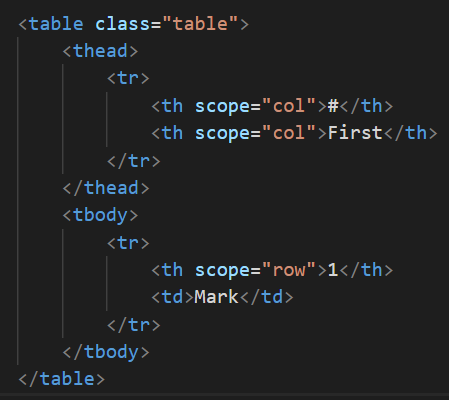 <table class="table">
    <thead>
        <tr>
            <th scope="col">#</th>
            <th scope="col">First</th>
        </tr>
    </thead>
    <tbody>
        <tr>
            <th scope="row">1</th>
            <td>Mark</td>
        </tr>
    </tbody>
</table>